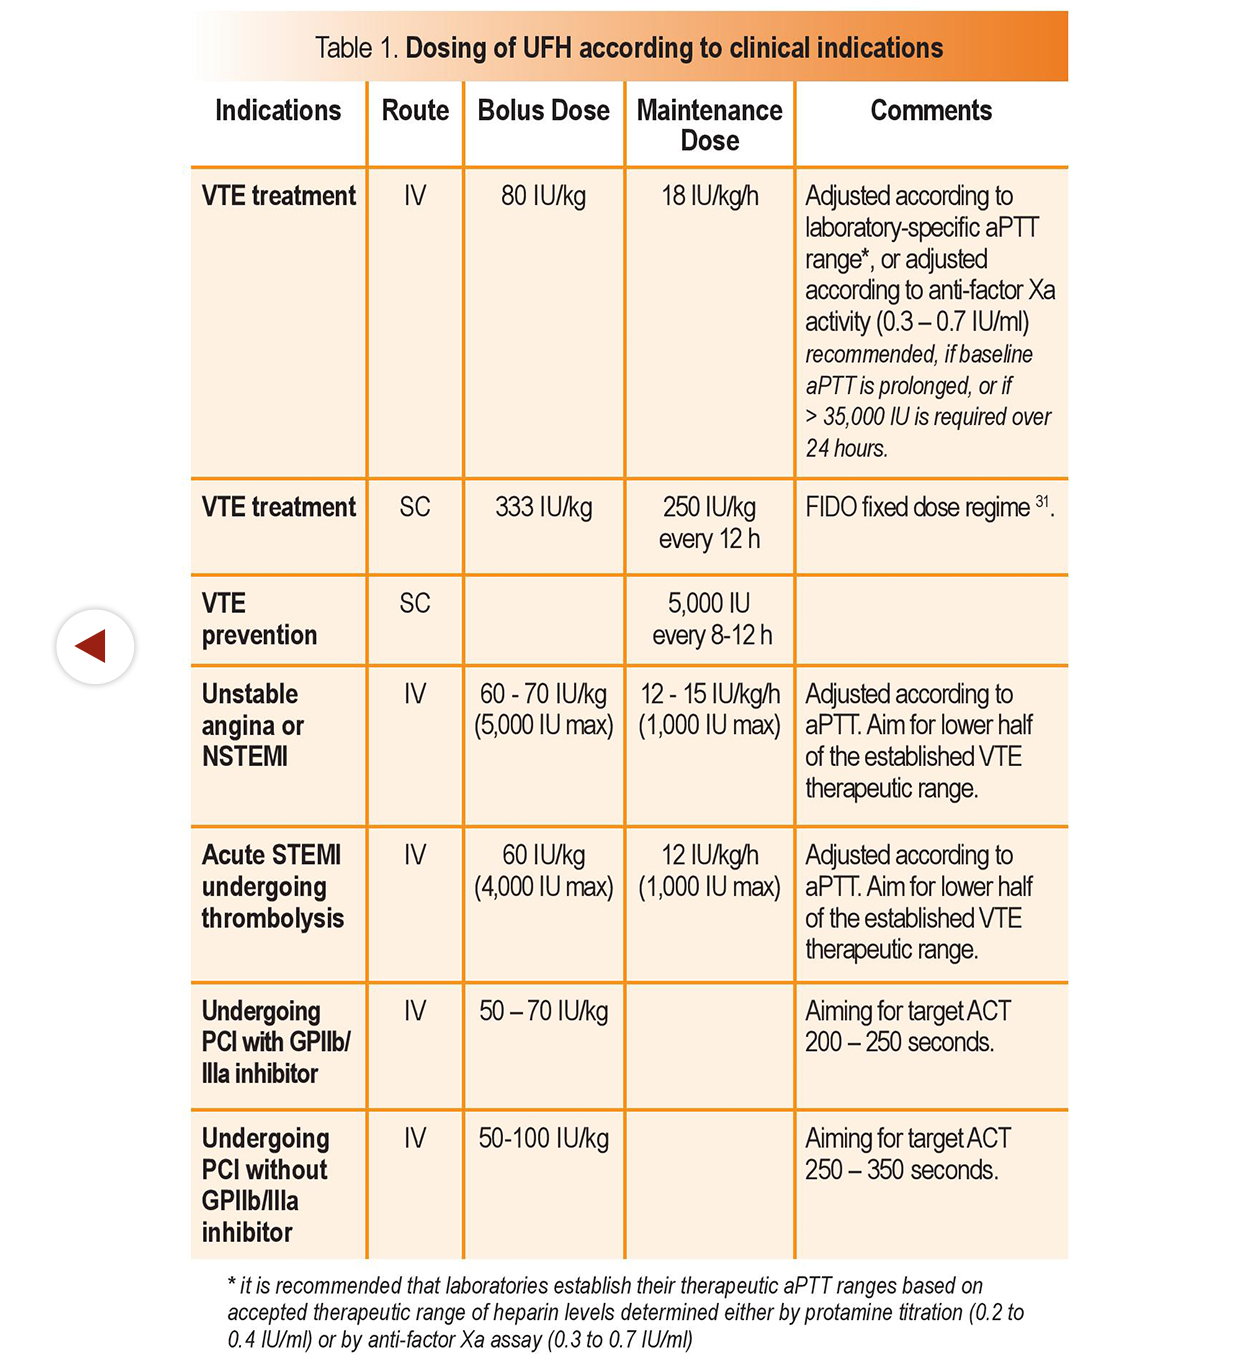 Table 1. Dosing of UFH according to clinical indications
Indications Route Bolus Dose Maintenance Dose Comments
VTE treatment IV 80 IU/kg 18 IU/kg/h Adjusted according to
laboratory-specific aPTT
range*, or adjusted
according to anti-factor Xa
activity (0.3 – 0.7 IU/ml)
recommended, if baseline
aPTT is prolonged, or if
> 35,000 IU is required over
24 hours.
VTE treatment SC 333 IU/kg 250 IU/kg FIDO fixed dose regime 31.
every 12 h
VTE SC 5,000 IU
prevention every 8-12 h
Unstable IV 60 - 70 IU/kg 12 - 15 IU/kg/h Adjusted according to
angina or (5,000 IU max) (1,000 IU max) aPTT. Aim for lower half
NSTEMI of the established VTE
therapeutic range.
Acute STEMI IV 60 IU/kg 12 IU/kg/h Adjusted according to
undergoing (4,000 IU max) (1,000 IU max) aPTT. Aim for lower half
thrombolysis of the established VTE
therapeutic range.
Undergoing IV 50 – 70 IU/kg Aiming for target ACT
PCI with GPIIb/ 200 – 250 seconds.
IIIa inhibitor
Undergoing IV 50-100 IU/kg Aiming for target ACT
PCI without 250 – 350 seconds.
GPIIb/IIIa
inhibitor
* it is recommended that laboratories establish their therapeutic aPTT ranges based on
accepted therapeutic range of heparin levels determined either by protamine titration (0.2 to
0.4 IU/ml) or by anti-factor Xa assay (0.3 to 0.7 IU/ml)